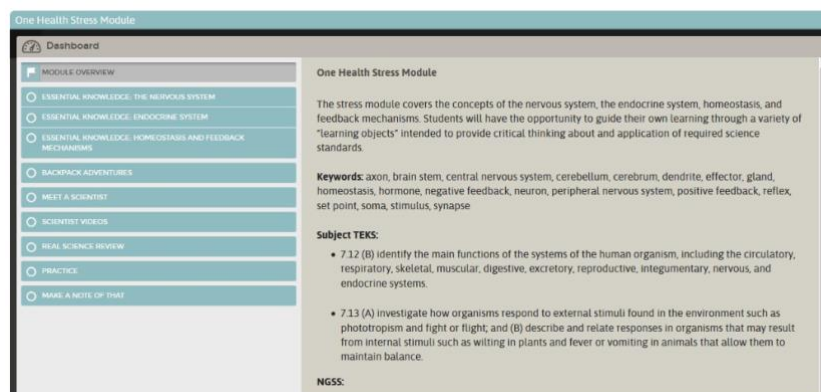 One Health Stress Module
Dashboard
MODULE OVERVIEW
ESSENTIAL KNOWLEDGE: THE NERVOUS SYSTEM
ESSENTIAL KNOWLEDGE: ENDOCRINE SYSTEM
ESSENTIAL KNOWLEDGE: HOMEOSTASIS AND FEEDBACK
MECHANISMS
BACKPACK ADVENTURES
MEET A SCIENTIST
SCIENTIST VIDEOS
REAL SCIENCE REVIEW
PRACTICE
MAKE A NOTE OF THAT
One Health Stress Module
The stress module covers the concepts of the nervous system, the endocrine system, homeostasis, and
feedback mechanisms. Students will have the opportunity to guide their own learning through a variety of
"learning objects" intended to provide critical thinking about and application of required science
standards.
Keywords: axon, brain stem, central nervous system, cerebellum, cerebrum, dendrite, effector, gland,
homeostasis, hormone, negative feedback, neuron, peripheral nervous system, positive feedback, reflex,
set point, soma, stimulus, synapse
Subject TEKS:
• 7.12 (B) identify the main functions of the systems of the human organism, including the circulatory,
respiratory, skeletal, muscular, digestive, excretory, reproductive, integumentary, nervous, and
endocrine systems.
• 7.13 (A) investigate how organisms respond to external stimuli found in the environment such as
phototropism and fight or flight; and (B) describe and relate responses in organisms that may result
from internal stimuli such as wilting in plants and fever or vomiting in animals that allow them to
maintain balance.
NGSS: